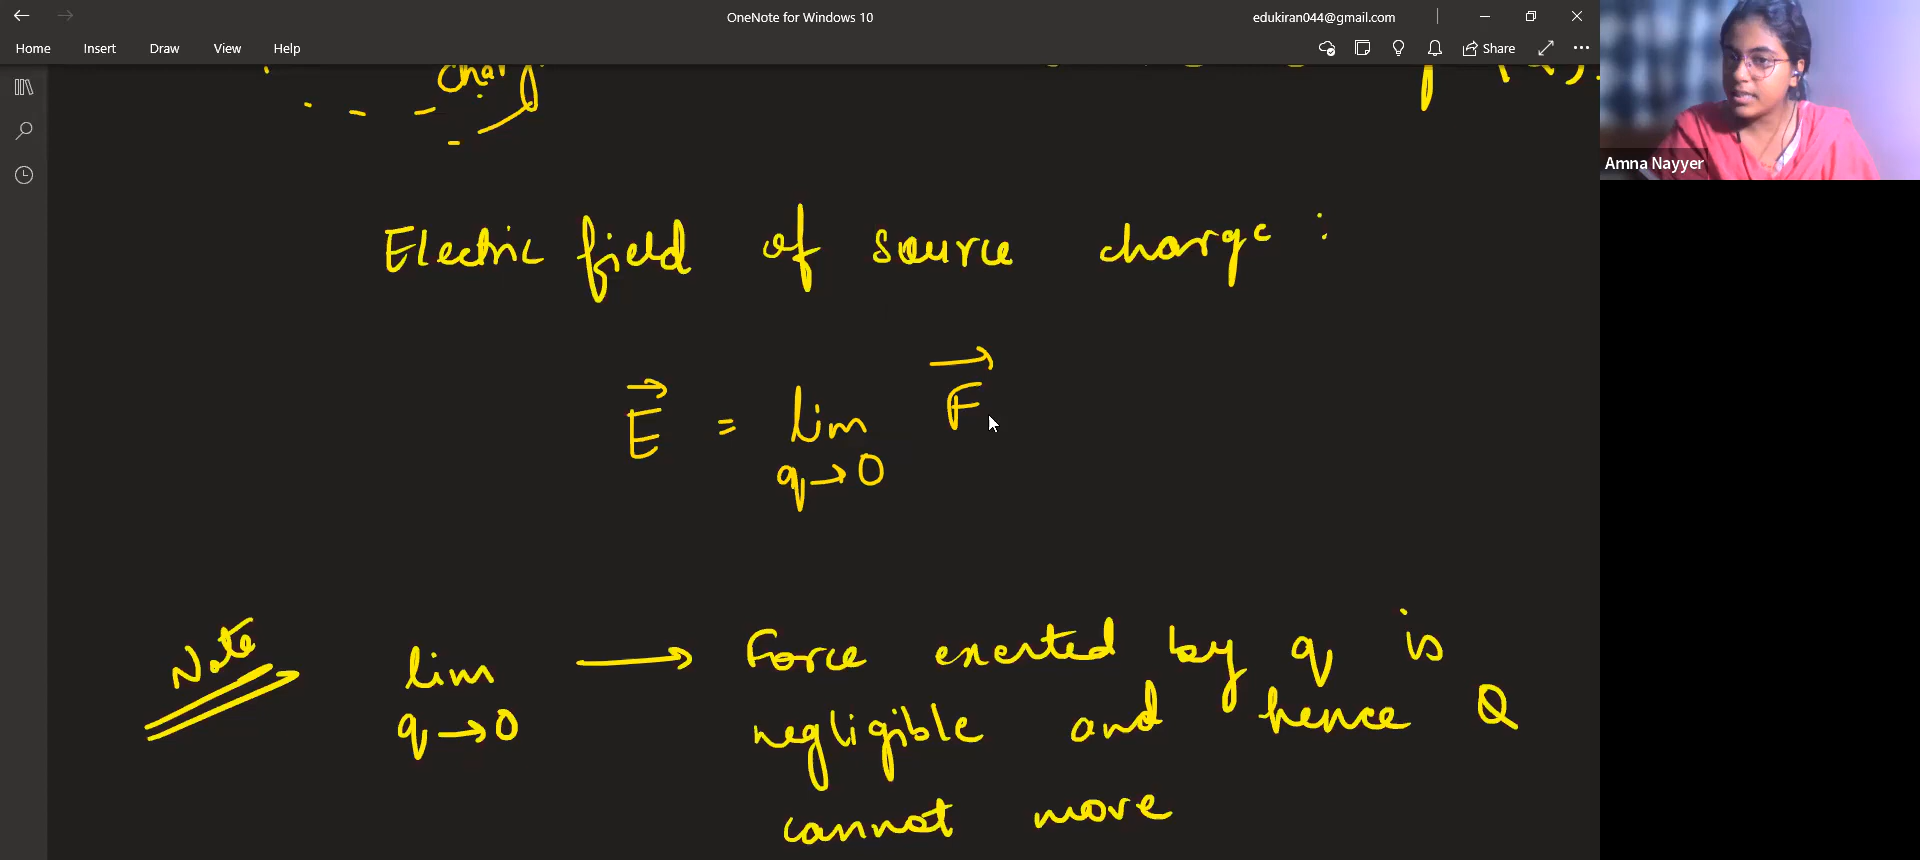 OneNote for Windows 10
edukiran044@gmail.com
Home Insert Draw View Help
Share
Amna Nayyer
Electric field of source charge :
E = lim F
q → 0
Note
lim → Force exerted by q is
q → 0 negligible and hence Q
cannot move